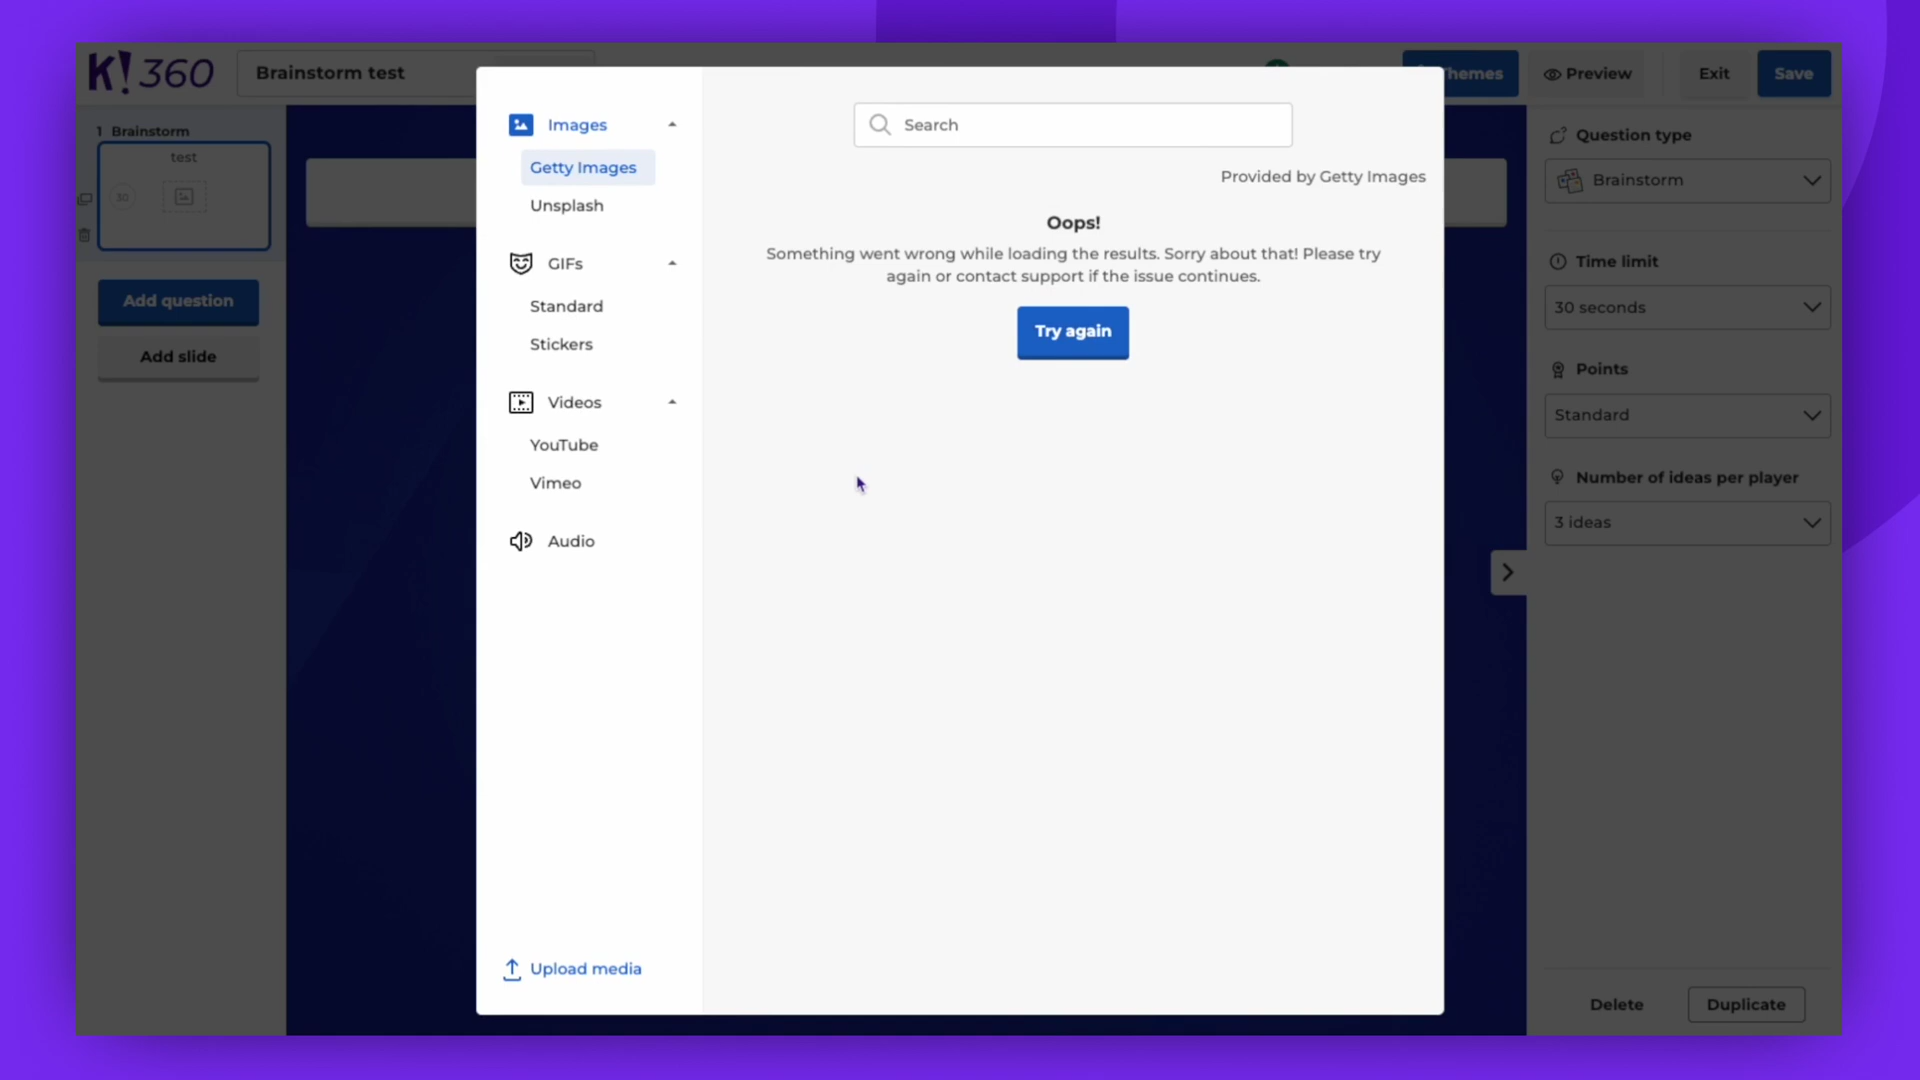 K!360
Brainstorm test
Themes
Preview
Exit
Save
1 Brainstorm
test
30
Add question
Add slide
Images
Getty Images
Unsplash
GIFs
Standard
Stickers
Videos
YouTube
Vimeo
Audio
Upload media
Search
Provided by Getty Images
Oops!
Something went wrong while loading the results. Sorry about that! Please try
again or contact support if the issue continues.
Try again
Question type
Brainstorm
Time limit
30 seconds
Points
Standard
Number of ideas per player
3 ideas
Delete
Duplicate